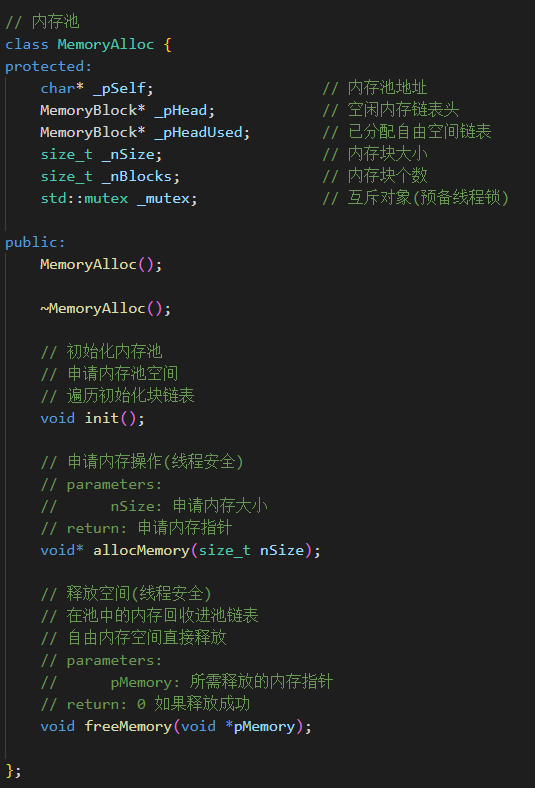 // 内存池
class MemoryAlloc {
protected:
    char* _pSelf;                     // 内存池地址
    MemoryBlock* _pHead;              // 空闲内存链表头
    MemoryBlock* _pHeadUsed;          // 已分配自由空间链表
    size_t _nSize;                    // 内存块大小
    size_t _nBlocks;                  // 内存块个数
    std::mutex _mutex;                // 互斥对象(预备线程锁)
public:
    MemoryAlloc();
    ~MemoryAlloc();
    // 初始化内存池
    // 申请内存池空间
    // 遍历初始化块链表
    void init();
    // 申请内存操作(线程安全)
    // parameters:
    //      nSize: 申请内存大小
    // return: 申请内存指针
    void* allocMemory(size_t nSize);
    // 释放空间(线程安全)
    // 在池中的内存回收进池链表
    // 自由内存空间直接释放
    // parameters:
    //      pMemory: 所需释放的内存指针
    // return: 0 如果释放成功
    void freeMemory(void *pMemory);
};